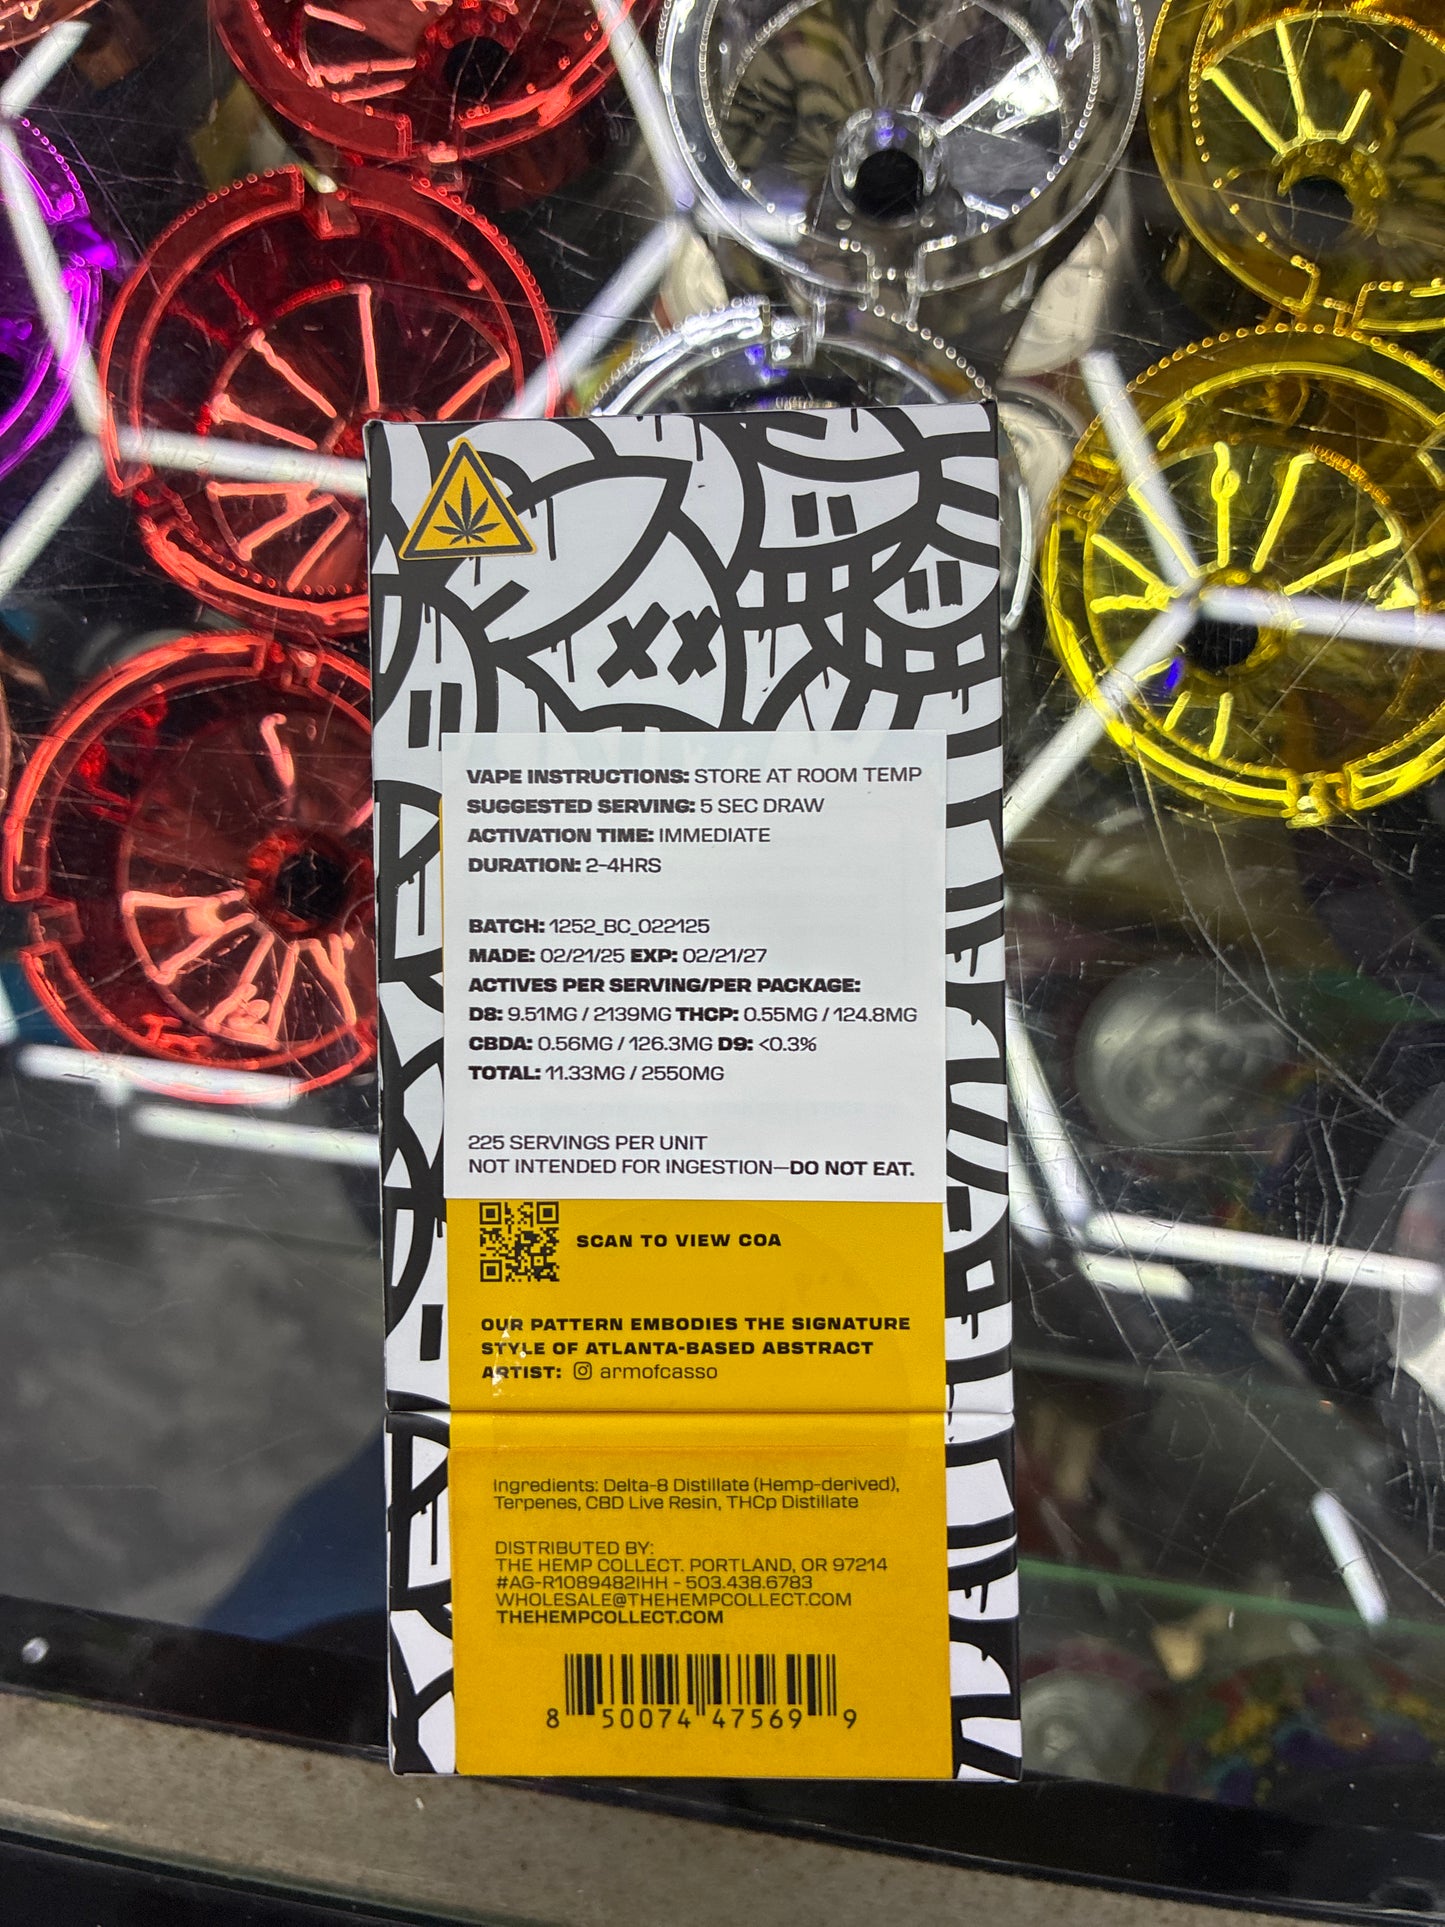 VAPE INSTRUCTIONS: STORE AT ROOM TEMP
SUGGESTED SERVING: 5 SEC DRAW
ACTIVATION TIME: IMMEDIATE
DURATION: 2-4HRS
BATCH: 1252_BC_022125
MADE: 02/21/25 EXP: 02/21/27
ACTIVES PER SERVING/PER PACKAGE:
D8: 9.51MG / 2139MG THCP: 0.55MG / 124.8MG
CBDA: 0.56MG / 126.3MG D9: <0.3%
TOTAL: 11.33MG / 2550MG
225 SERVINGS PER UNIT
NOT INTENDED FOR INGESTION—DO NOT EAT.
SCAN TO VIEW COA
OUR PATTERN EMBODIES THE SIGNATURE
STYLE OF ATLANTA-BASED ABSTRACT
ARTIST: armofcasso
Ingredients: Delta-8 Distillate (Hemp-derived),
Terpenes, CBD Live Resin, THCp Distillate
DISTRIBUTED BY:
THE HEMP COLLECT. PORTLAND, OR 97214
#AG-R1089482IHH - 503.438.6783
WHOLESALE@THEHEMPCOLLECT.COM
THEHEMPCOLLECT.COM
8 50074 47569 9